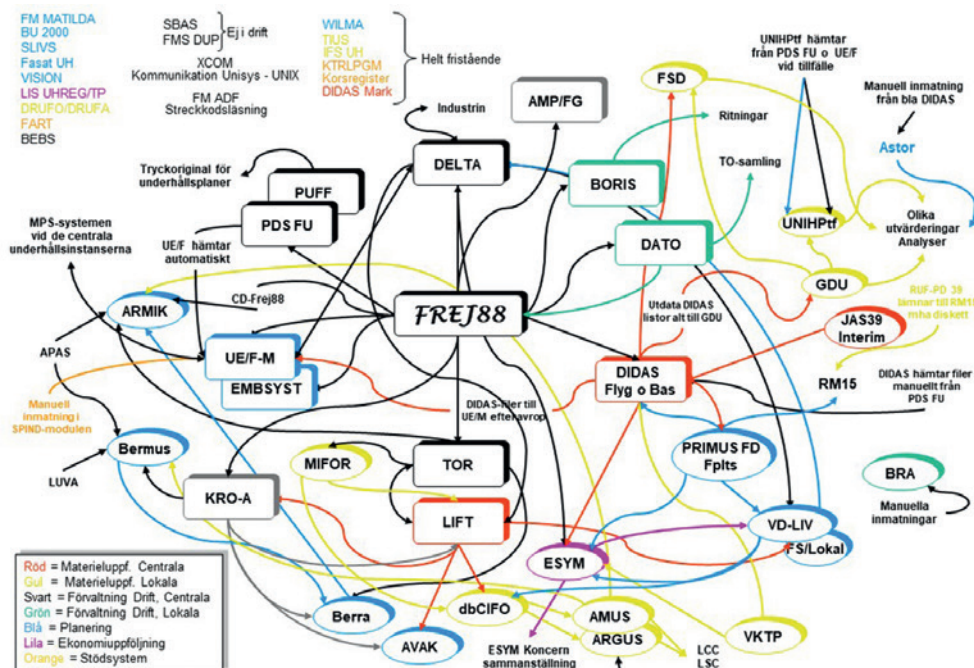 FM MATILDA
BU 2000
SLIVS
Fasat UH
VISION
LIS UHREG/TP
DRUFO/DRUFA
FART
BEBS
SBAS
FMS DUP
Ej i drift
XCOM
Kommunikation Unisys - UNIX
FM ADF
Streckkodsläsning
WILMA
TIUS
IFS UH
KTRLPGM
Korsregister
DIDAS Mark
Helt fristående
Industrin
AMP/FG
FSD
UNIHPtf hämtar
från PDS FU o UE/F
vid tillfälle
Manuell inmatning
från bla DIDAS
Astor
Ritningar
TO-samling
DELTA
BORIS
DATO
Tryckoriginal för
underhållsplaner
PUFF
PDS FU
UNIHPtf
Olika
utvärderingar
Analyser
MPS-systemen
vid de centrala
underhållsinstanserna
UE/F hämtar
automatiskt
GDU
ARMIK
CD-Frej88
FREJ88
Utdata DIDAS
listor alt till GDU
RUF-PD 39
lämnar till RM15
mha diskett
JAS39
Interim
APAS
UE/F-M
EMBSYST
DIDAS
Flyg o Bas
RM15
DIDAS hämtar filer
manuellt från
PDS FU
Manuell
inmatning i
SPIND-modulen
DIDAS-filer till
UE/M efter avrop
Bermus
LUVA
MIFOR
TOR
PRIMUS FD
Fplts
BRA
Manuella
inmatningar
KRO-A
LIFT
VD-LIV
FS/Lokal
ESYM
Röd = Materieluppf. Centrala
Gul = Materieluppf. Lokala
Svart = Förvaltning Drift, Centrala
Grön = Förvaltning Drift, Lokala
Blå = Planering
Lila = Ekonomiuppföljning
Orange = Stödsystem
Berra
dbCIFO
AMUS
ARGUS
AVAK
VKTP
ESYM Koncern
sammanställning
LCC
LSC